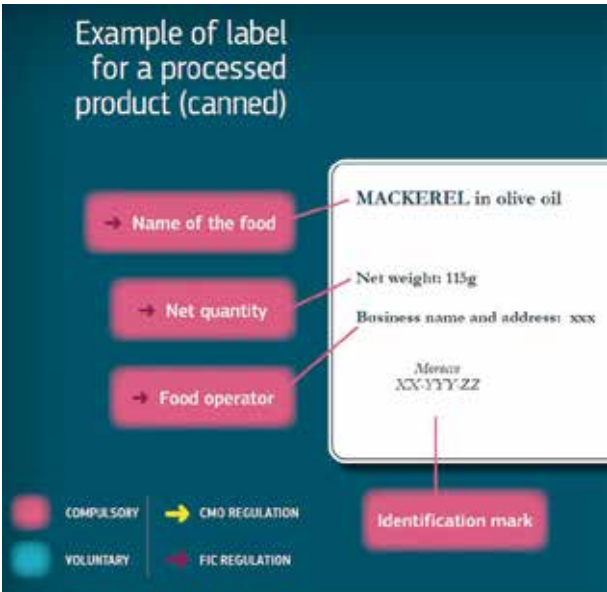 Example of label
for a processed
product (canned)
→ Name of the food
MACKEREL in olive oil
→ Net quantity
Net weight: 115g
→ Food operator
Business name and address: xxx
Morocco
XX-YYY-ZZ
Identification mark
COMPULSORY
→ CMO REGULATION
VOLUNTARY
→ FIC REGULATION